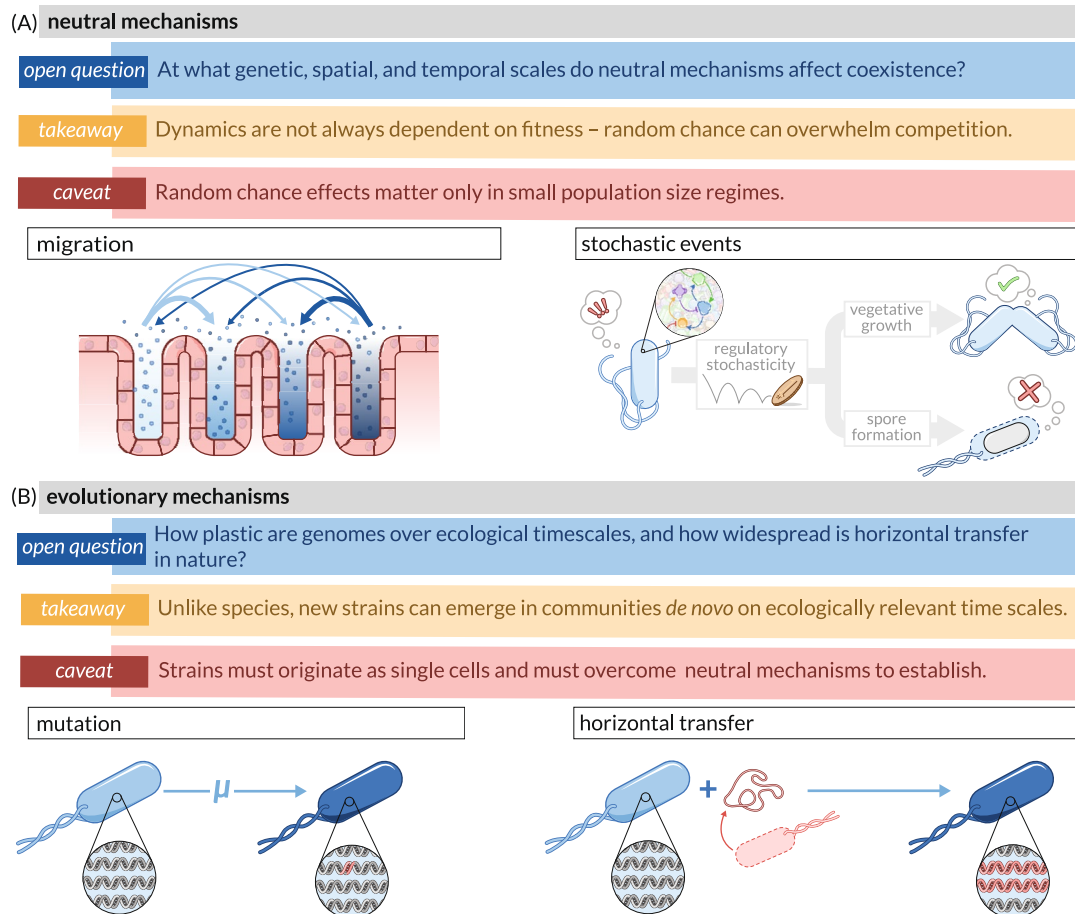 (A) neutral mechanisms
open question At what genetic, spatial, and temporal scales do neutral mechanisms affect coexistence?
takeaway Dynamics are not always dependent on fitness – random chance can overwhelm competition.
caveat Random chance effects matter only in small population size regimes.
migration
stochastic events
regulatory
stochasticity
vegetative
growth
spore
formation
(B) evolutionary mechanisms
open question How plastic are genomes over ecological timescales, and how widespread is horizontal transfer
in nature?
takeaway Unlike species, new strains can emerge in communities de novo on ecologically relevant time scales.
caveat Strains must originate as single cells and must overcome neutral mechanisms to establish.
mutation
horizontal transfer
μ
+